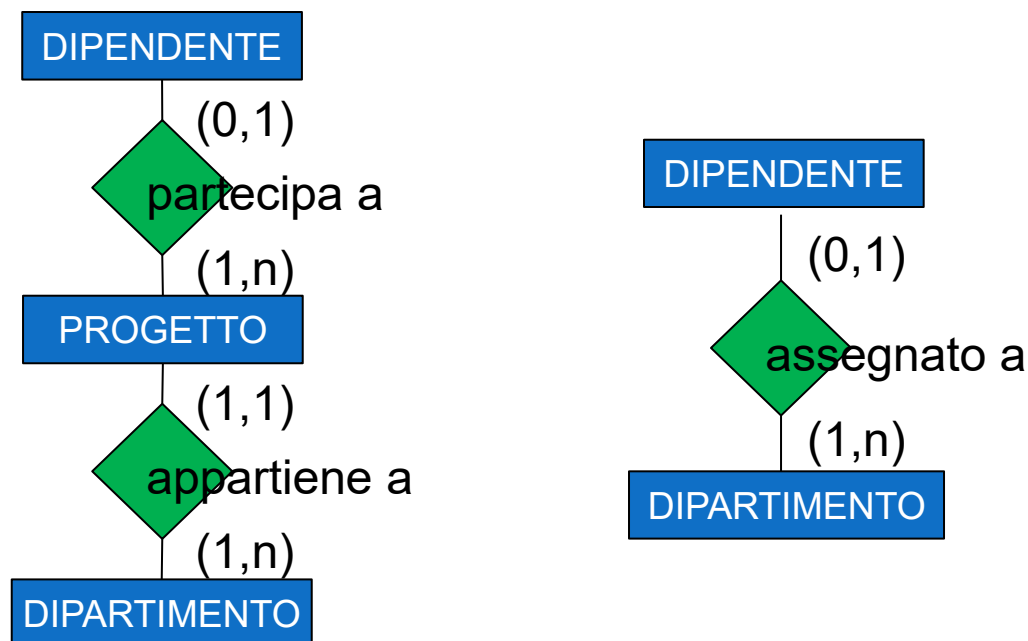 DIPENDENTE
(0,1)
partecipa a
(1,n)
PROGETTO
(1,1)
appartiene a
(1,n)
DIPARTIMENTO
DIPENDENTE
(0,1)
assegnato a
(1,n)
DIPARTIMENTO